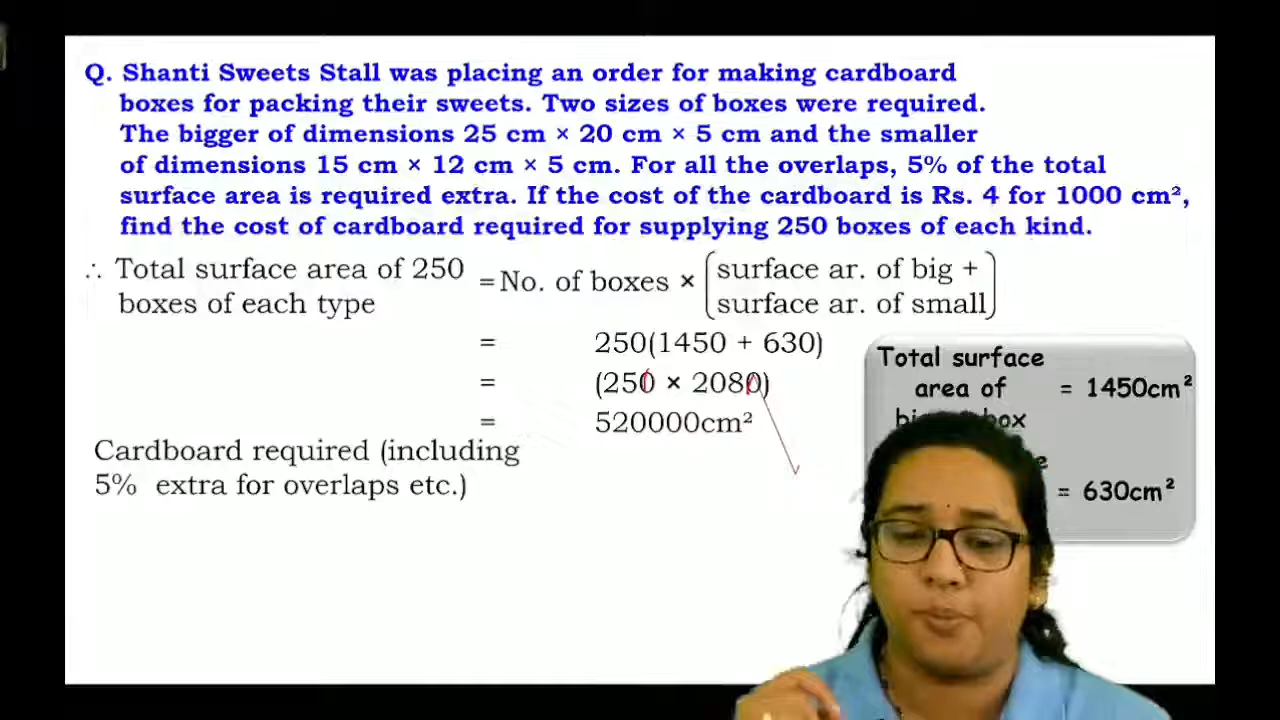 Q. Shanti Sweets Stall was placing an order for making cardboard
boxes for packing their sweets. Two sizes of boxes were required.
The bigger of dimensions 25 cm × 20 cm × 5 cm and the smaller
of dimensions 15 cm × 12 cm × 5 cm. For all the overlaps, 5% of the total
surface area is required extra. If the cost of the cardboard is Rs. 4 for 1000 cm²,
find the cost of cardboard required for supplying 250 boxes of each kind.
∴ Total surface area of 250
boxes of each type
= No. of boxes × (surface ar. of big +
surface ar. of small)
= 250(1450 + 630)
= (250 × 2080)
= 520000cm²
Cardboard required (including
5% extra for overlaps etc.)
Total surface
area of = 1450cm²
box
= 630cm²